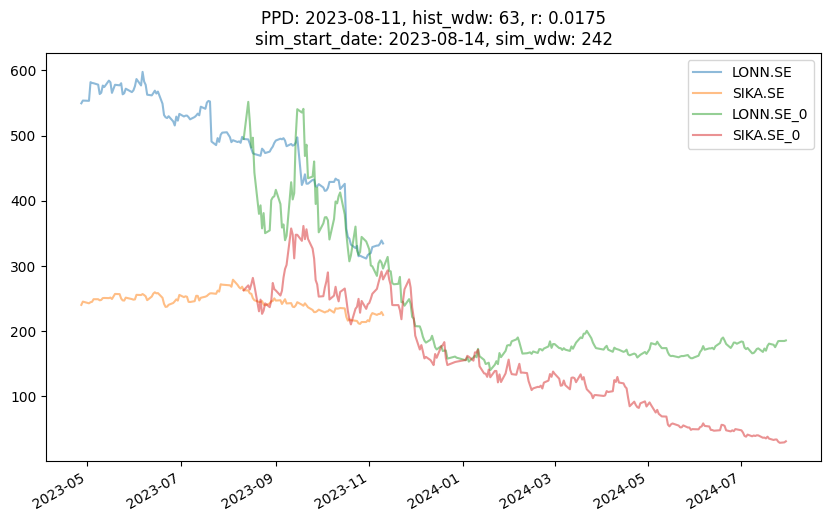 PPD: 2023-08-11, hist_wdw: 63, r: 0.0175
sim_start_date: 2023-08-14, sim_wdw: 242
LONN.SE
SIKA.SE
LONN.SE_0
SIKA.SE_0
600
500
400
300
200
100
2023-05
2023-07
2023-09
2023-11
2024-01
2024-03
2024-05
2024-07